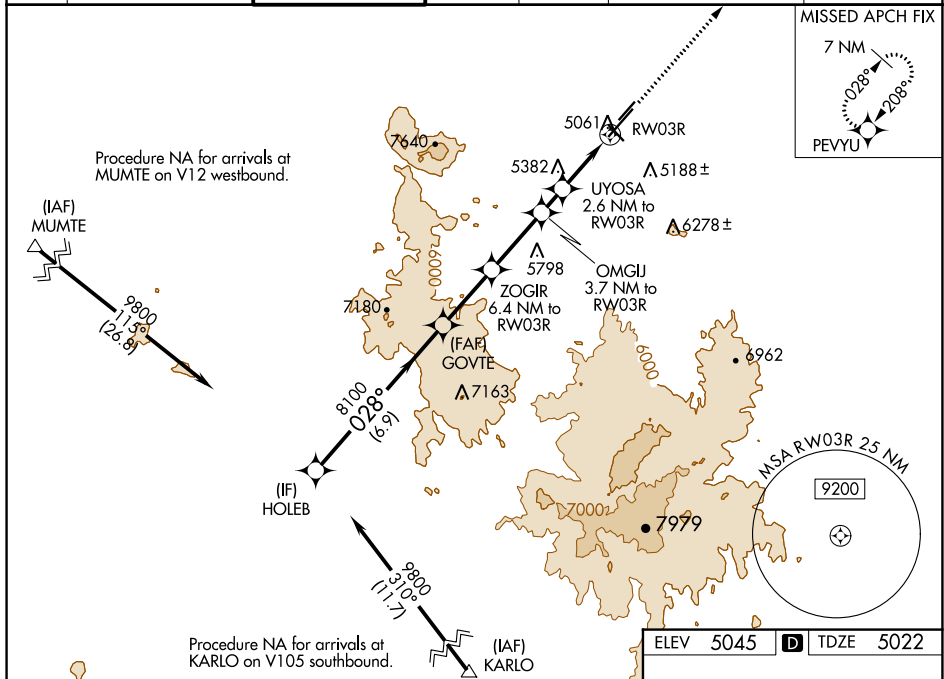 MISSED APCH FIX
7 NM
028°
208°
PEVYU
5061
RW03R
7640
Procedure NA for arrivals at
MUMTE on V12 westbound.
5382
5188±
UYOSA
2.6 NM to
RW03R
(IAF)
MUMTE
6278±
6000
5798
OMGIJ
3.7 NM to
RW03R
ZOGIR
6.4 NM to
RW03R
9800
115°
(26.8)
7180
(FAF)
GOVTE
6000
6962
7163
8100
028°
(6.9)
MSA RW03R 25 NM
9200
(IF)
HOLEB
7000
7979
9800
310°
(11.7)
Procedure NA for arrivals at
KARLO on V105 southbound.
(IAF)
KARLO
ELEV 5045 D TDZE 5022